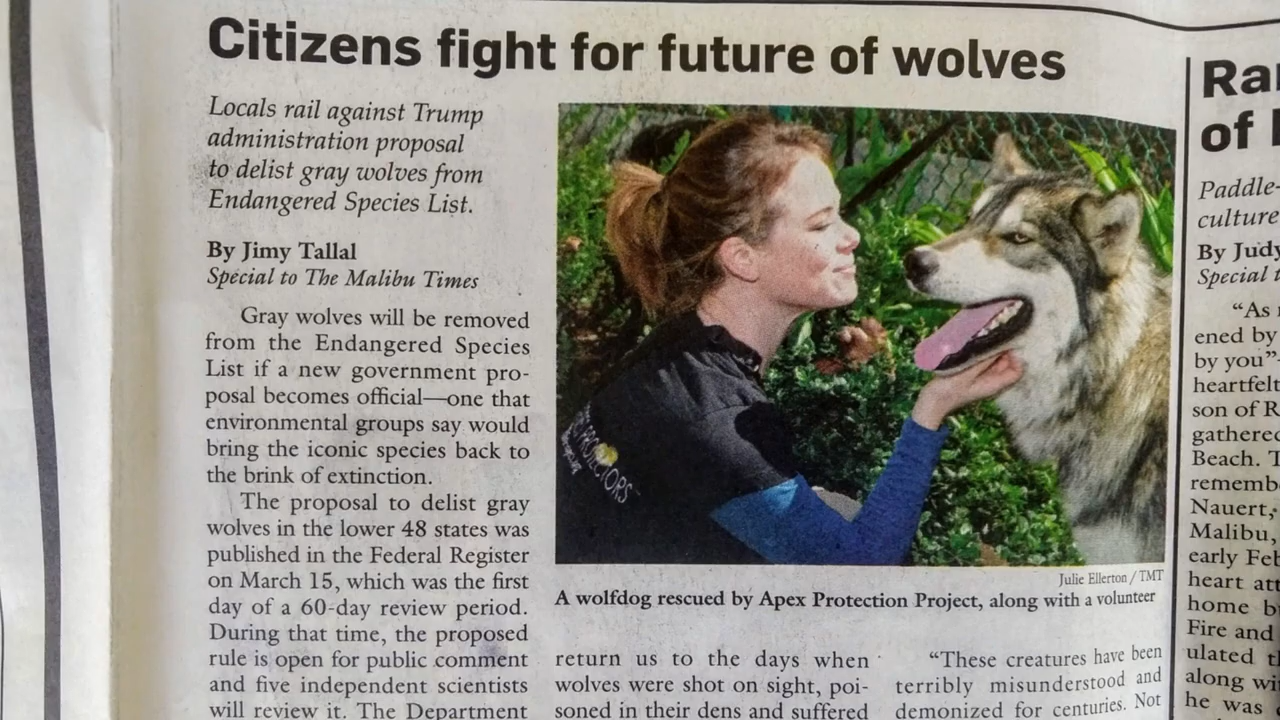 Citizens fight for future of wolves
Locals rail against Trump
administration proposal
to delist gray wolves from
Endangered Species List.
By Jimy Tallal
Special to The Malibu Times
Gray wolves will be removed
from the Endangered Species
List if a new government pro-
posal becomes official—one that
environmental groups say would
bring the iconic species back to
the brink of extinction.
The proposal to delist gray
wolves in the lower 48 states was
published in the Federal Register
on March 15, which was the first
day of a 60-day review period.
During that time, the proposed
rule is open for public comment
and five independent scientists
will review it. The Department
Julie Ellerton / TMT
A wolfdog rescued by Apex Protection Project, along with a volunteer
return us to the days when
wolves were shot on sight, poi-
soned in their dens and suffered
“These creatures have been
terribly misunderstood and
demonized for centuries. Not
of
Paddle-
culture
By Judy
Special
“As
ened by
by you”
heartfelt
son of R
gathered
Beach. T
rememb
Nauert,
Malibu,
early Feb
heart att
home b
Fire and
ulated t
along wi
he was